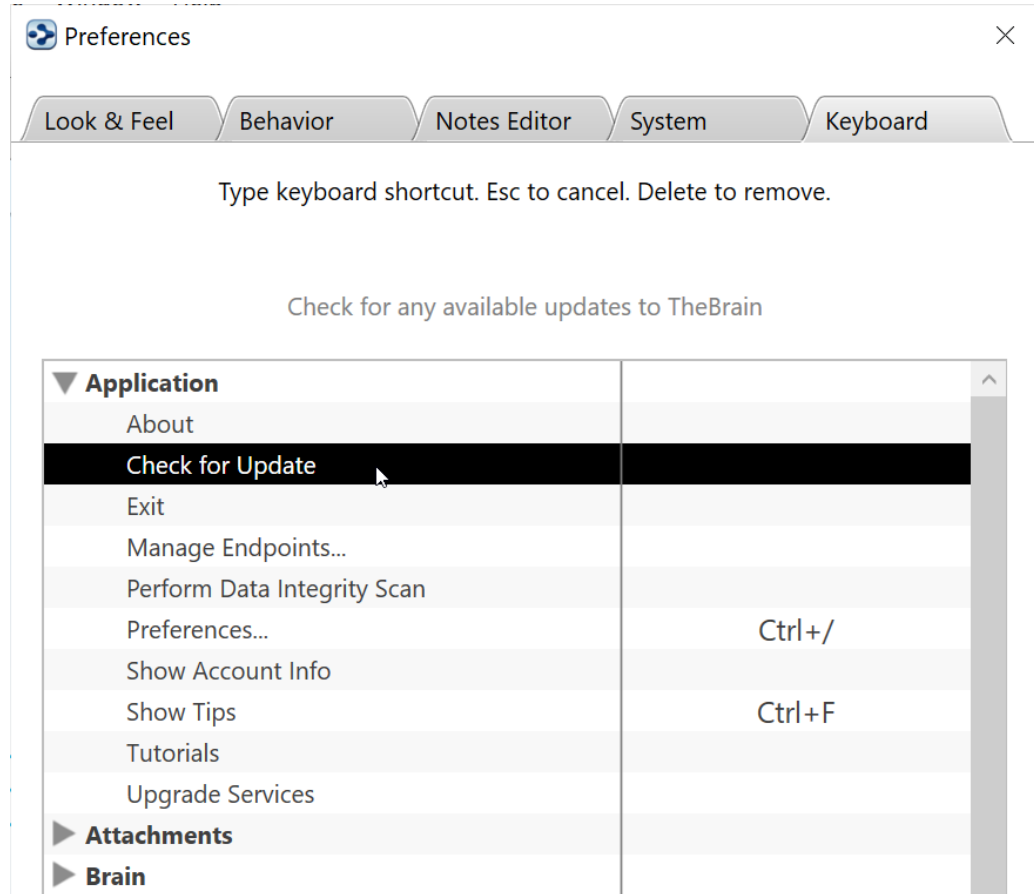 Preferences
Look & Feel Behavior Notes Editor System Keyboard
Type keyboard shortcut. Esc to cancel. Delete to remove.
Check for any available updates to TheBrain
Application
About
Check for Update
Exit
Manage Endpoints...
Perform Data Integrity Scan
Preferences... Ctrl+/
Show Account Info
Show Tips Ctrl+F
Tutorials
Upgrade Services
Attachments
Brain